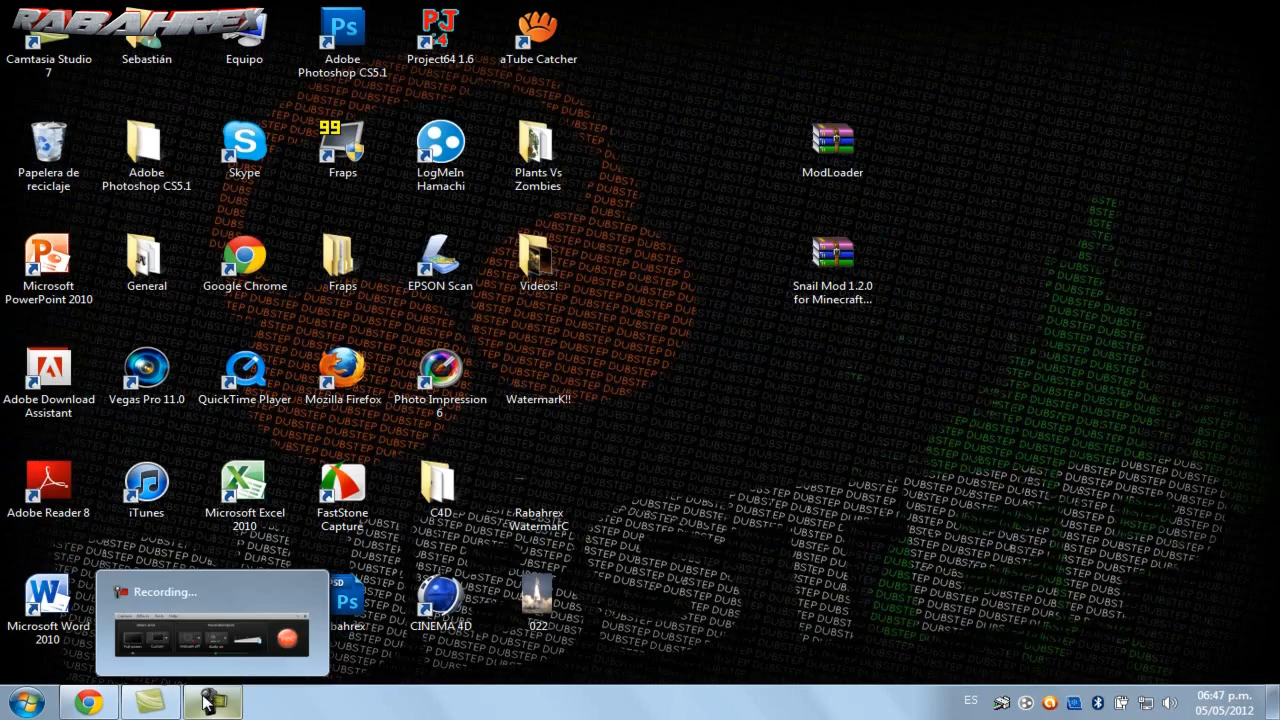 RABAHREX
Camtasia Studio
7
Sebastián
Equipo
Adobe
Photoshop CS5.1
Project64 1.6
aTube Catcher
Papelera de
reciclaje
Adobe
Photoshop CS5.1
Skype
99
Fraps
LogMeIn
Hamachi
Plants Vs
Zombies
ModLoader
Microsoft
PowerPoint 2010
General
Google Chrome
Fraps
EPSON Scan
Videos!
Snail Mod 1.2.0
for Minecraft...
Adobe Download
Assistant
Vegas Pro 11.0
QuickTime Player
Mozilla Firefox
Photo Impression
6
WatermarK!!
Adobe Reader 8
iTunes
Microsoft Excel
2010
FastStone
Capture
C4D
Rabahrex
WatermarC
Microsoft Word
2010
Recording...
CINEMA 4D
022
ES
06:47 p.m.
05/05/2012